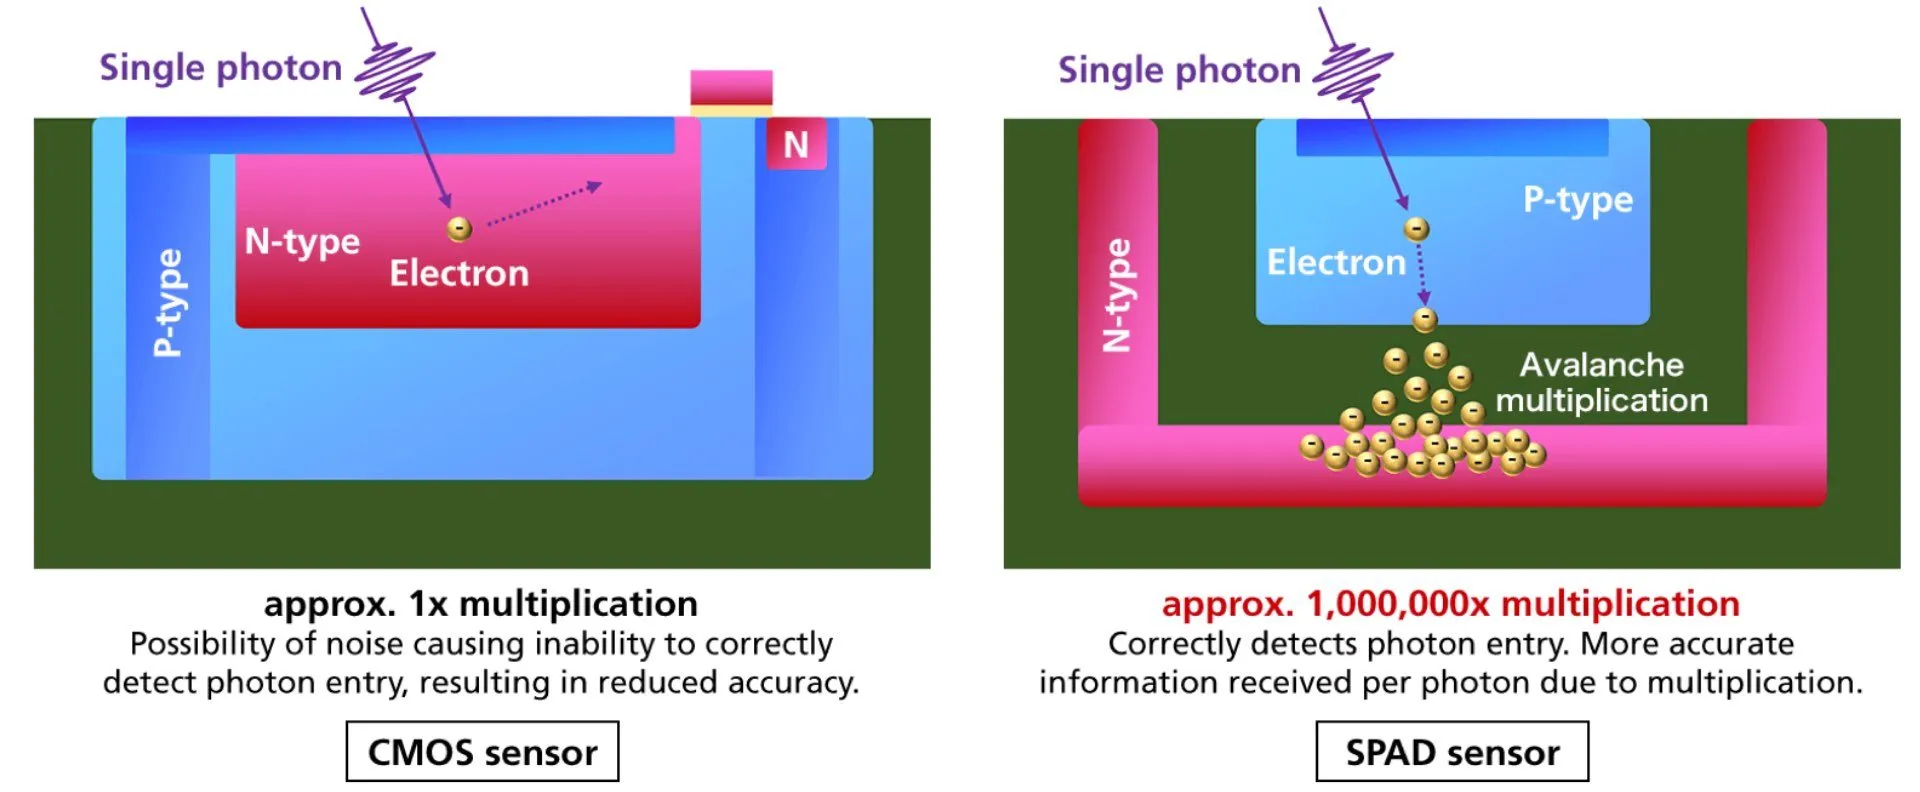 Single photon
N
N-type
Electron
P-type
approx. 1x multiplication
Possibility of noise causing inability to correctly
detect photon entry, resulting in reduced accuracy.
CMOS sensor
Single photon
P-type
Electron
N-type
Avalanche
multiplication
approx. 1,000,000x multiplication
Correctly detects photon entry. More accurate
information received per photon due to multiplication.
SPAD sensor